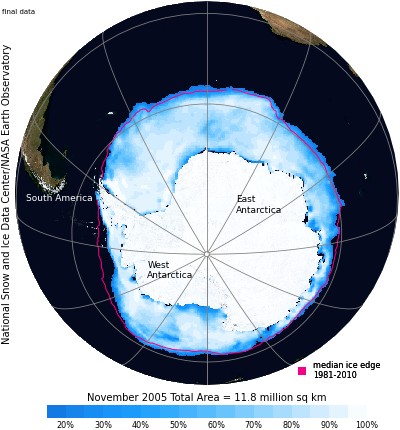 final data
National Snow and Ice Data Center/NASA Earth Observatory
South America
East
Antarctica
West
Antarctica
median ice edge
1981-2010
November 2005 Total Area = 11.8 million sq km
20% 30% 40% 50% 60% 70% 80% 90% 100%